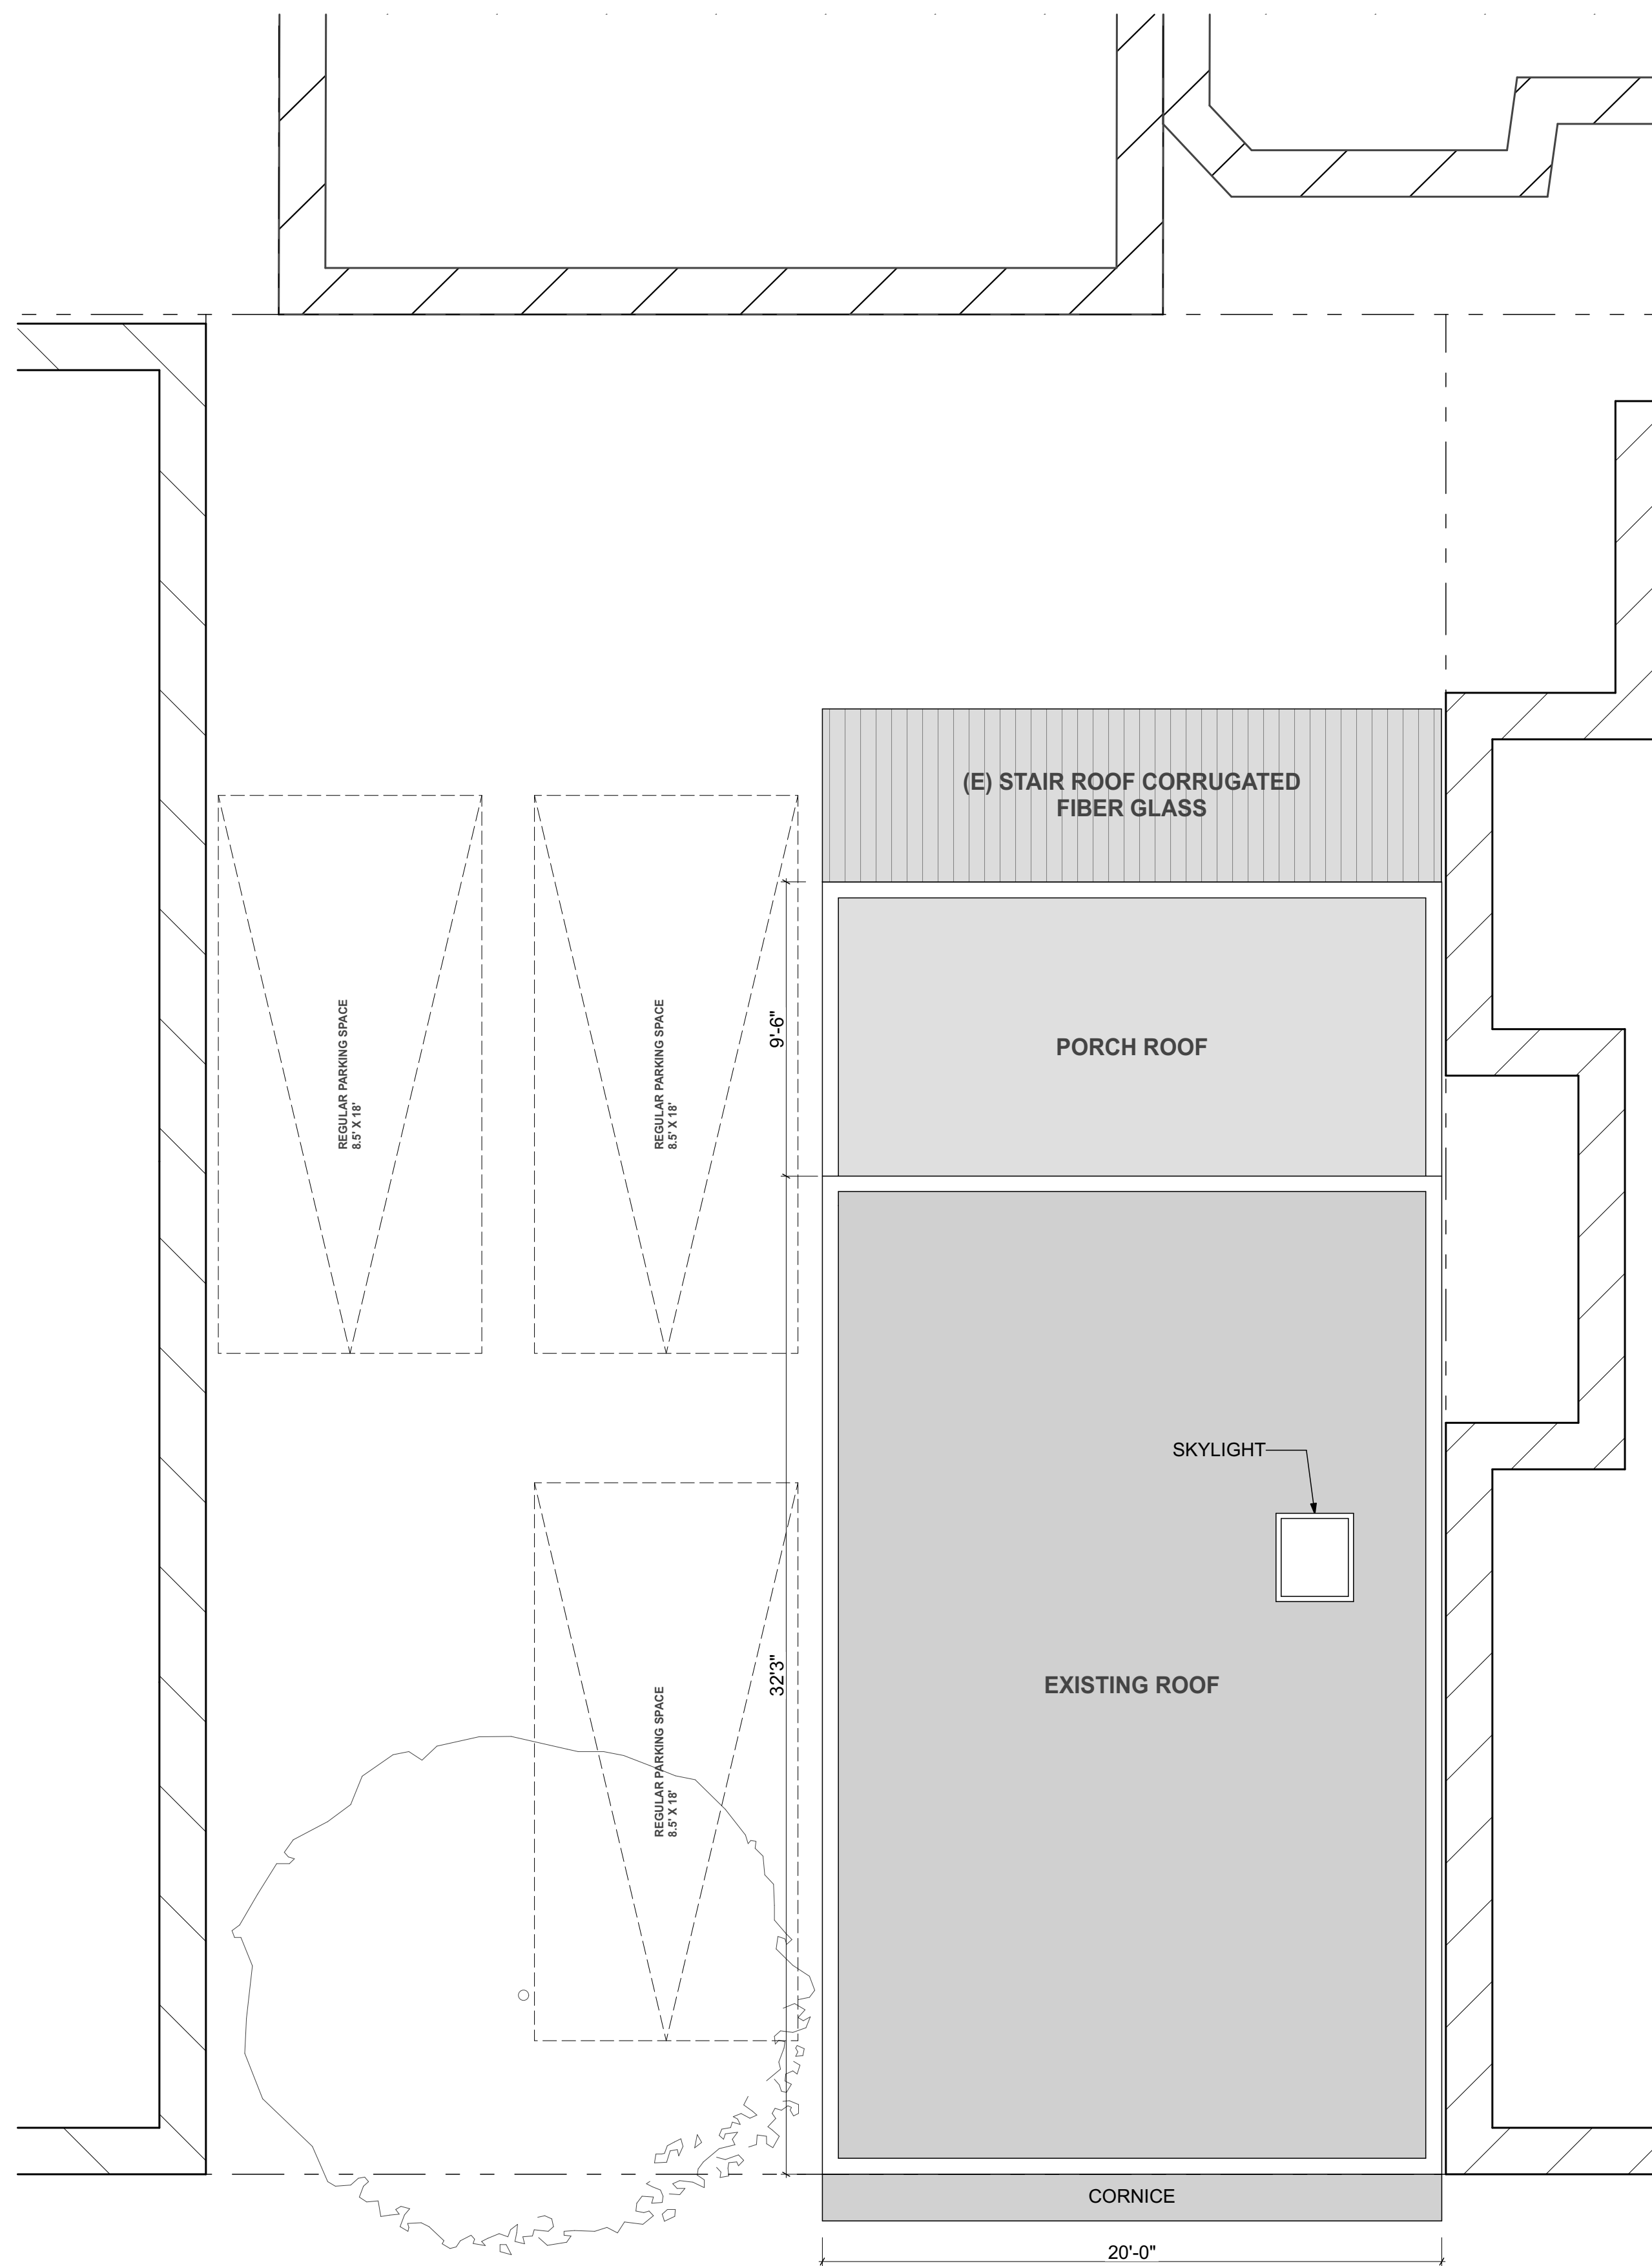 (E) STAIR ROOF CORRUGATED
FIBER GLASS
REGULAR PARKING SPACE
8.5' X 18'
REGULAR PARKING SPACE
8.5' X 18'
9'-6"
PORCH ROOF
SKYLIGHT
EXISTING ROOF
32'3"
REGULAR PARKING SPACE
8.5' X 18'
CORNICE
20'-0"